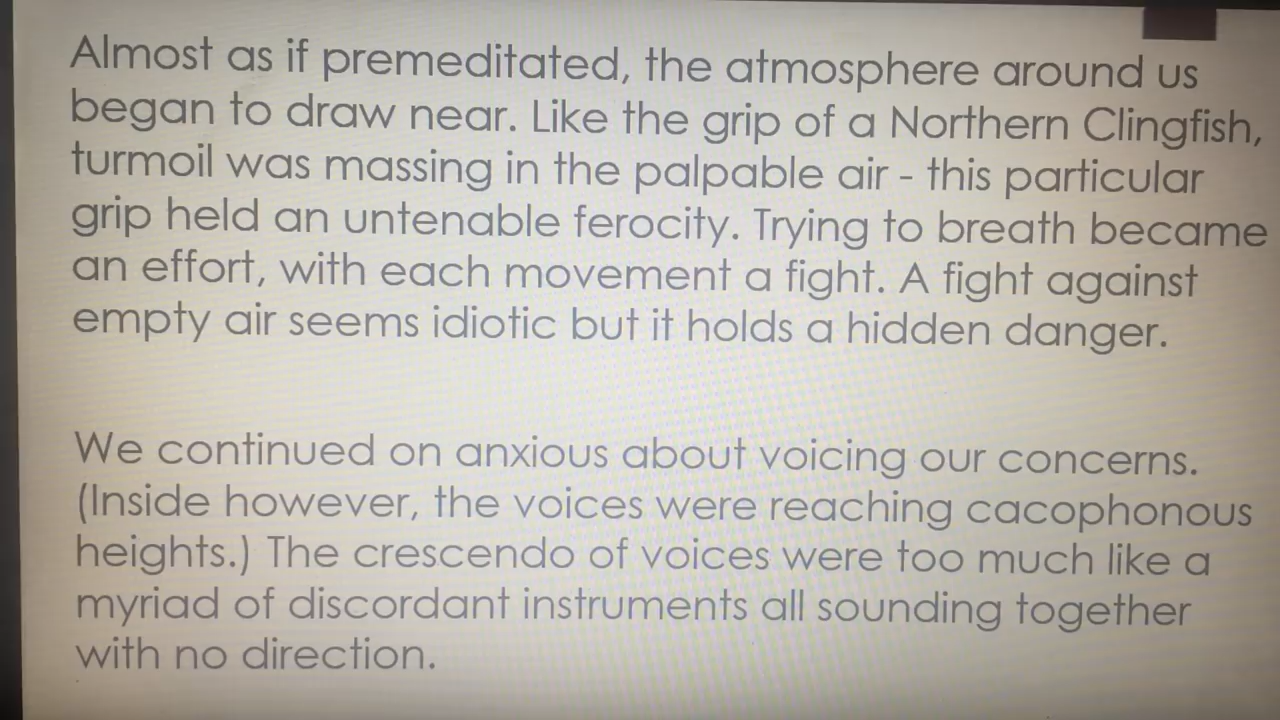 Almost as if premeditated, the atmosphere around us
began to draw near. Like the grip of a Northern Clingfish,
turmoil was massing in the palpable air - this particular
grip held an untenable ferocity. Trying to breath became
an effort, with each movement a fight. A fight against
empty air seems idiotic but it holds a hidden danger.
We continued on anxious about voicing our concerns.
(Inside however, the voices were reaching cacophonous
heights.) The crescendo of voices were too much like a
myriad of discordant instruments all sounding together
with no direction.